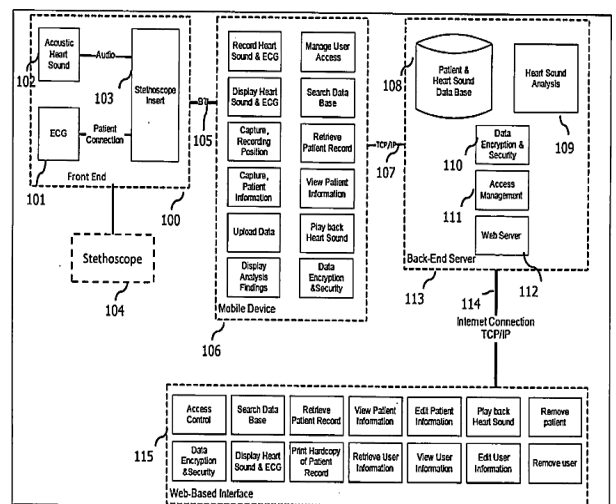 Acoustic
Heart
Sound
102
Audio
103
Stethoscope
Insert
ECG
Patient
Connection
101
Front End
100
Stethoscope
104
105
Record Heart
Sound & ECG
Manage User
Access
Display Heart
Sound & ECG
Search Data
Base
Capture,
Recording
Position
Retrieve
Patient Record
Capture,
Patient
Information
View Patient
Information
Upload Data
Play back
Heart Sound
Display
Analysis
Findings
Data
Encryption
&Security
Mobile Device
106
TCP/IP
107
108
Patient &
Heart Sound
Data Base
Heart Sound
Analysis
109
Data
Encryption &
Security
110
Access
Management
111
Web Server
112
Back-End Server
113
114
Internet Connection
TCP/IP
115
Access
Control
Search Data
Base
Retrieve
Patient Record
View Patient
Information
Edit Patient
Information
Play back
Heart Sound
Remove
patient
Data
Encryption
&Security
Display Heart
Sound & ECG
Print Hardcopy
of Patient
Record
Retrieve User
Information
View User
Information
Edit User
Information
Remove user
Web-Based Interface